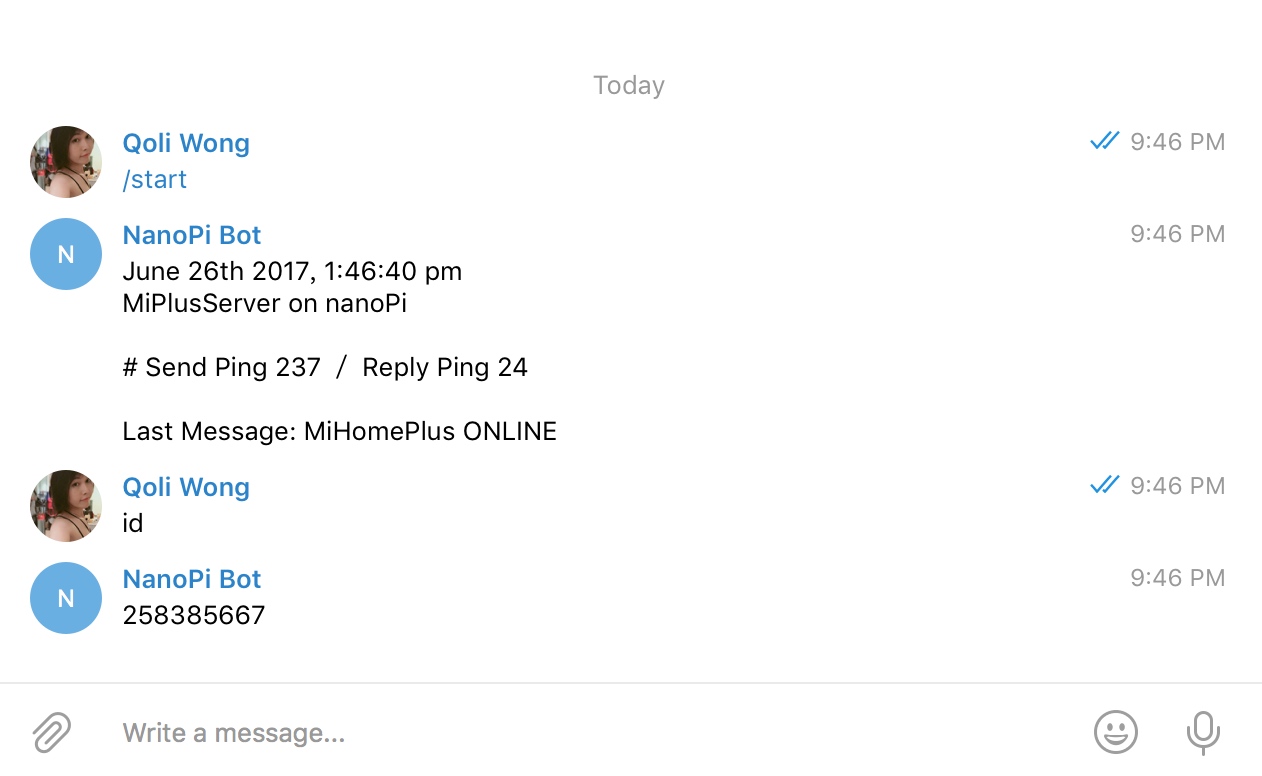 Today
Qoli Wong 9:46 PM
/start
N
NanoPi Bot 9:46 PM
June 26th 2017, 1:46:40 pm
MiPlusServer on nanoPi
# Send Ping 237 / Reply Ping 24
Last Message: MiHomePlus ONLINE
Qoli Wong 9:46 PM
id
N
NanoPi Bot 9:46 PM
258385667
Write a message...